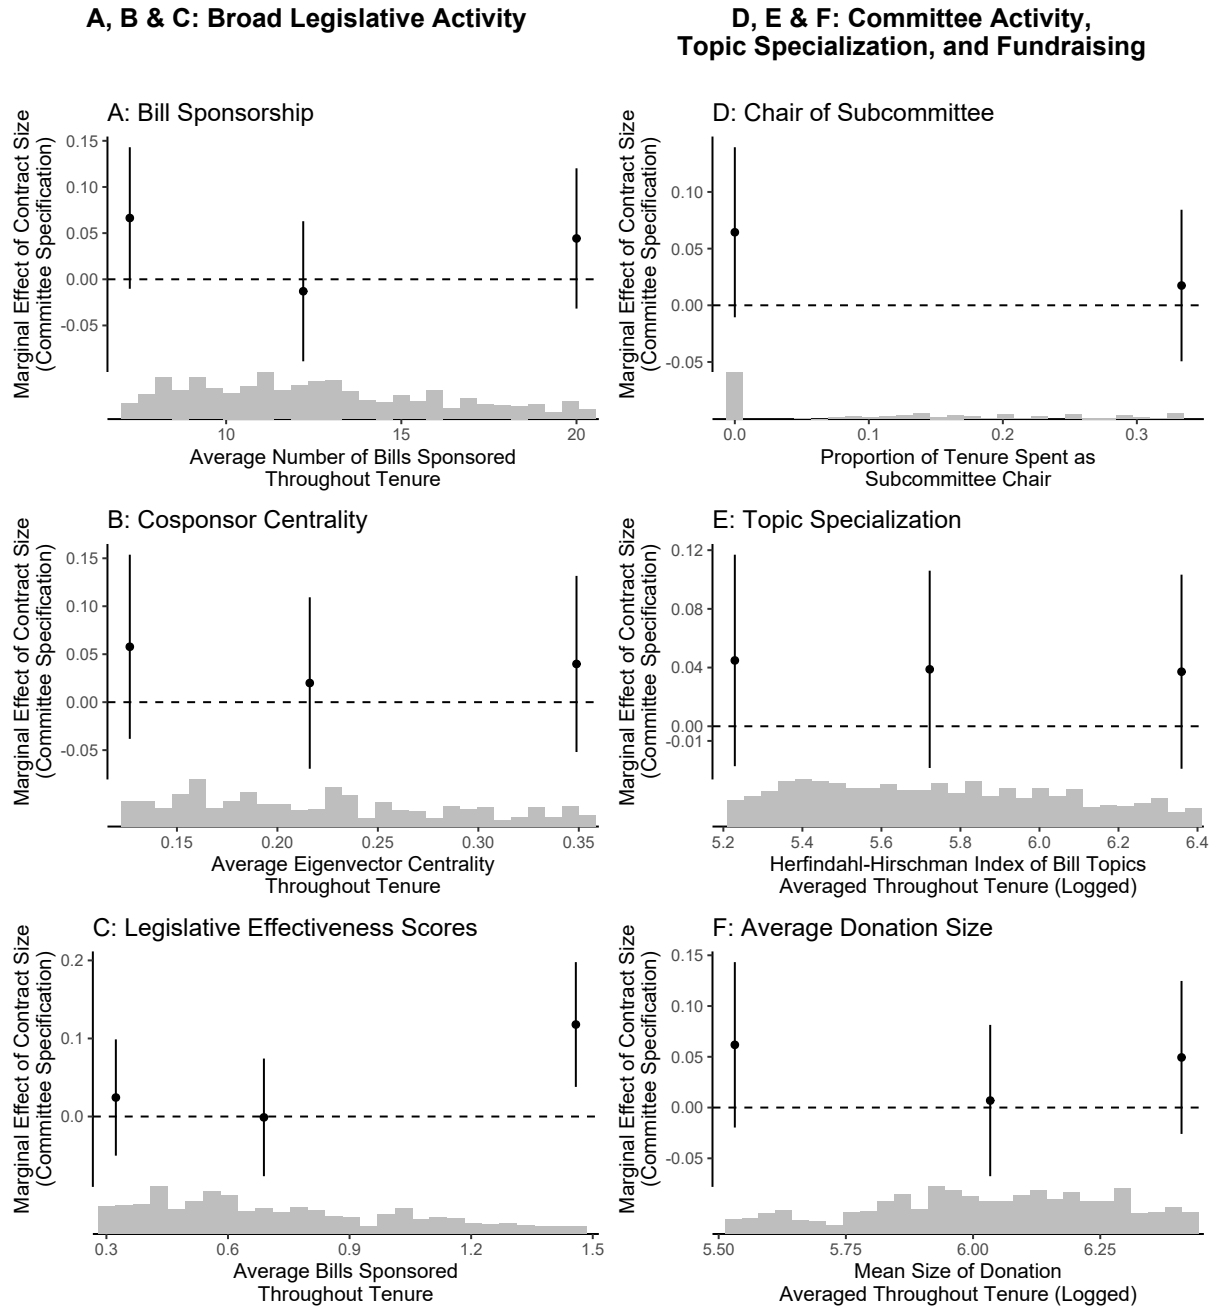 A, B & C: Broad Legislative Activity
D, E & F: Committee Activity,
Topic Specialization, and Fundraising
A: Bill Sponsorship
Marginal Effect of Contract Size
(Committee Specification)
0.15
0.10
0.05
0.00
-0.05
10
15
20
Average Number of Bills Sponsored
Throughout Tenure
D: Chair of Subcommittee
Marginal Effect of Contract Size
(Committee Specification)
0.10
0.05
0.00
-0.05
0.0
0.1
0.2
0.3
Proportion of Tenure Spent as
Subcommittee Chair
B: Cosponsor Centrality
Marginal Effect of Contract Size
(Committee Specification)
0.15
0.10
0.05
0.00
-0.05
0.15
0.20
0.25
0.30
0.35
Average Eigenvector Centrality
Throughout Tenure
E: Topic Specialization
Marginal Effect of Contract Size
(Committee Specification)
0.12
0.08
0.04
0.00
-0.01
5.2
5.4
5.6
5.8
6.0
6.2
6.4
Herfindahl-Hirschman Index of Bill Topics
Averaged Throughout Tenure (Logged)
C: Legislative Effectiveness Scores
Marginal Effect of Contract Size
(Committee Specification)
0.2
0.1
0.0
0.3
0.6
0.9
1.2
1.5
Average Bills Sponsored
Throughout Tenure
F: Average Donation Size
Marginal Effect of Contract Size
(Committee Specification)
0.15
0.10
0.05
0.00
-0.05
5.50
5.75
6.00
6.25
Mean Size of Donation
Averaged Throughout Tenure (Logged)